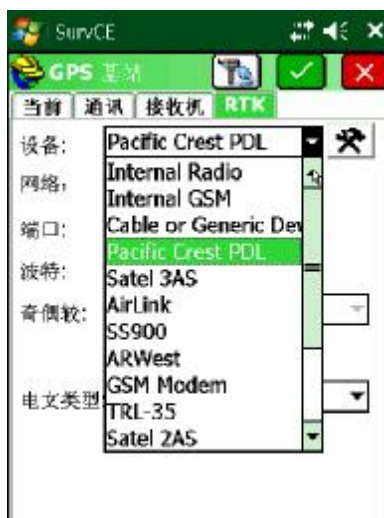 SurvCE
GPS 基站
当前 通讯 接收机 RTK
设备: Pacific Crest PDL
网络,
Internal Radio
Internal GSM
端口:
Cable or Generic Dev
Pacific Crest PDL
波特:
Satel 3AS
AirLink
奇偶较:
SS900
ARWest
GSM Modem
电文类型:
TRL-35
Satel 2AS